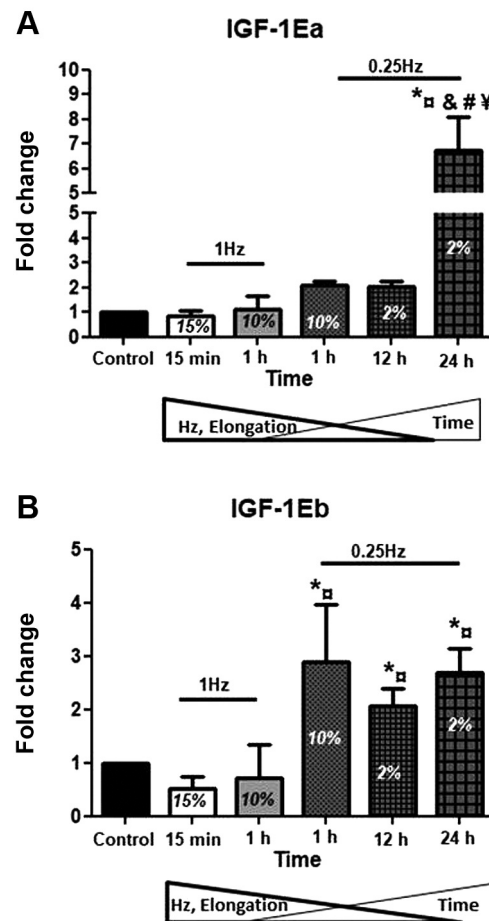 A
IGF-1Ea
0.25Hz
*¤ & # ¥
Fold change
10
9
8
7
6
5
5
4
3
2
1
0
1Hz
15%
10%
10%
2%
2%
Control 15 min 1 h 1 h 12 h 24 h
Time
Hz, Elongation Time
B
IGF-1Eb
0.25Hz
Fold change
5
4
3
2
1
0
1Hz
*¤
*¤
*¤
15%
10%
10%
2%
2%
Control 15 min 1 h 1 h 12 h 24 h
Time
Hz, Elongation Time